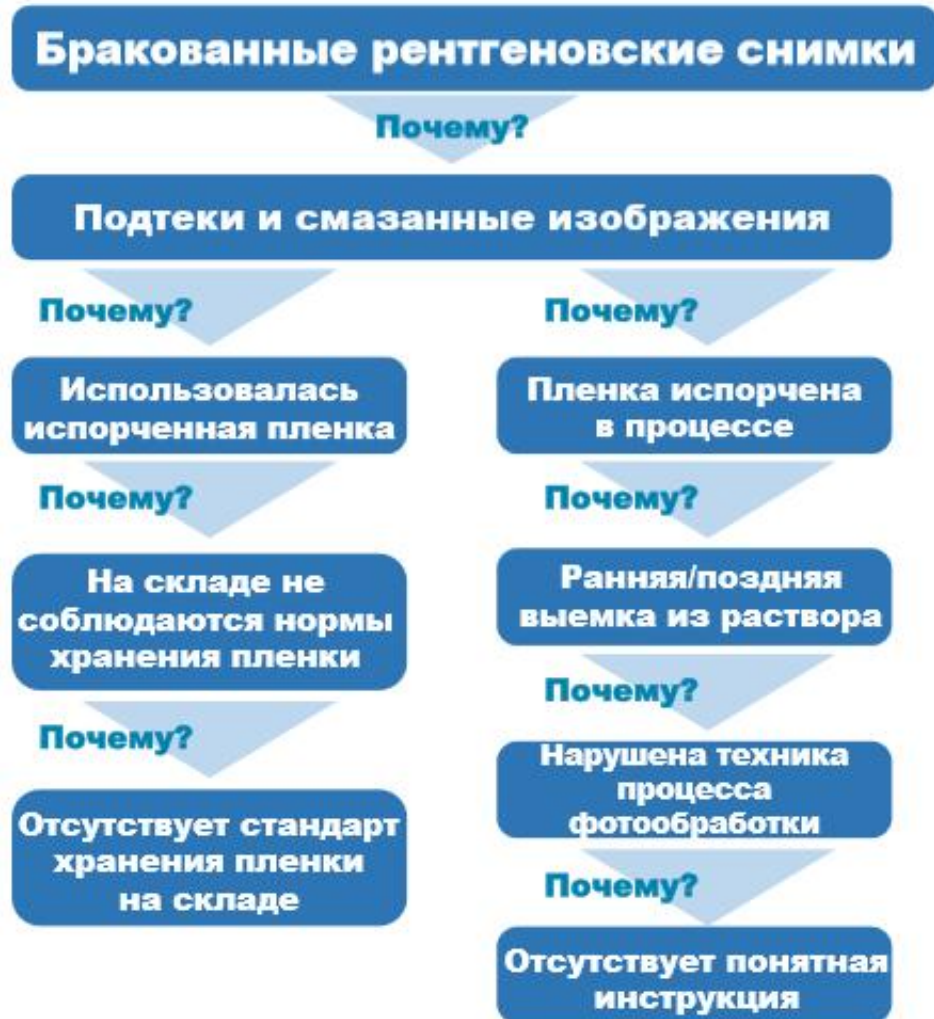 Бракованные рентгеновские снимки
Почему?
Подтеки и смазанные изображения
Почему?
Использовалась
испорченная пленка
Почему?
На складе не
соблюдаются нормы
хранения пленки
Почему?
Отсутствует стандарт
хранения пленки
на складе
Почему?
Пленка испорчена
в процессе
Почему?
Ранняя/поздняя
выемка из раствора
Почему?
Нарушена техника
процесса
фотообработки
Почему?
Отсутствует понятная
инструкция